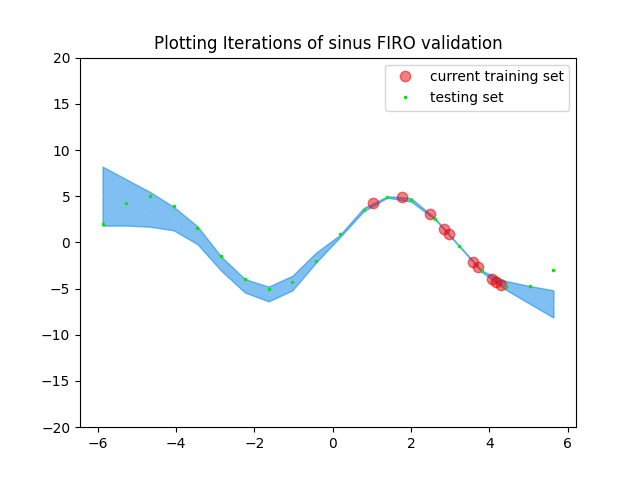 Plotting Iterations of sinus FIRO validation
current training set
testing set
20
15
10
5
0
−5
−10
−15
−20
−6 −4 −2 0 2 4 6